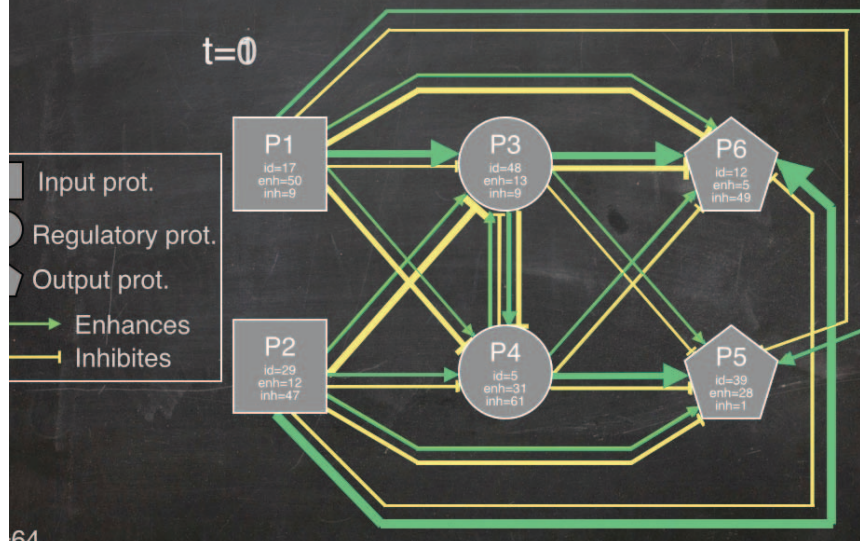 t=0
P1
id=17
enh=50
inh=9
P3
id=48
enh=13
inh=9
P6
id=12
enh=5
inh=49
Input prot.
Regulatory prot.
Output prot.
Enhances
Inhibites
P2
id=29
enh=12
inh=47
P4
id=5
enh=31
inh=61
P5
id=39
enh=28
inh=1